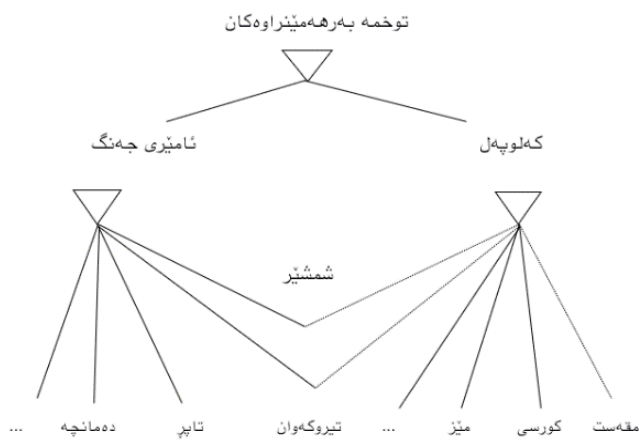 توخمە بەرهەمێنراوەکان
کەلوپەل
ئامێری جەنگ
شمشێر
مقەست
کورسی
مێز
...
تیروکەوان
تاپڕ
دەمانچە
...